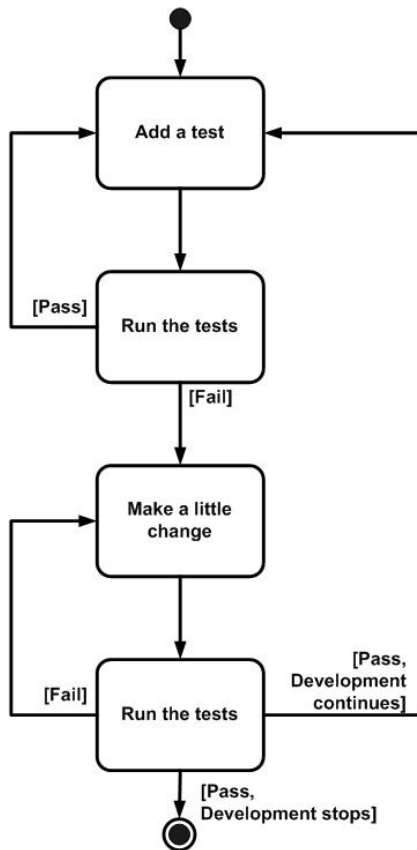 Add a test
[Pass]
Run the tests
[Fail]
Make a little
change
[Pass,
Development
continues]
[Fail]
Run the tests
[Pass,
Development stops]